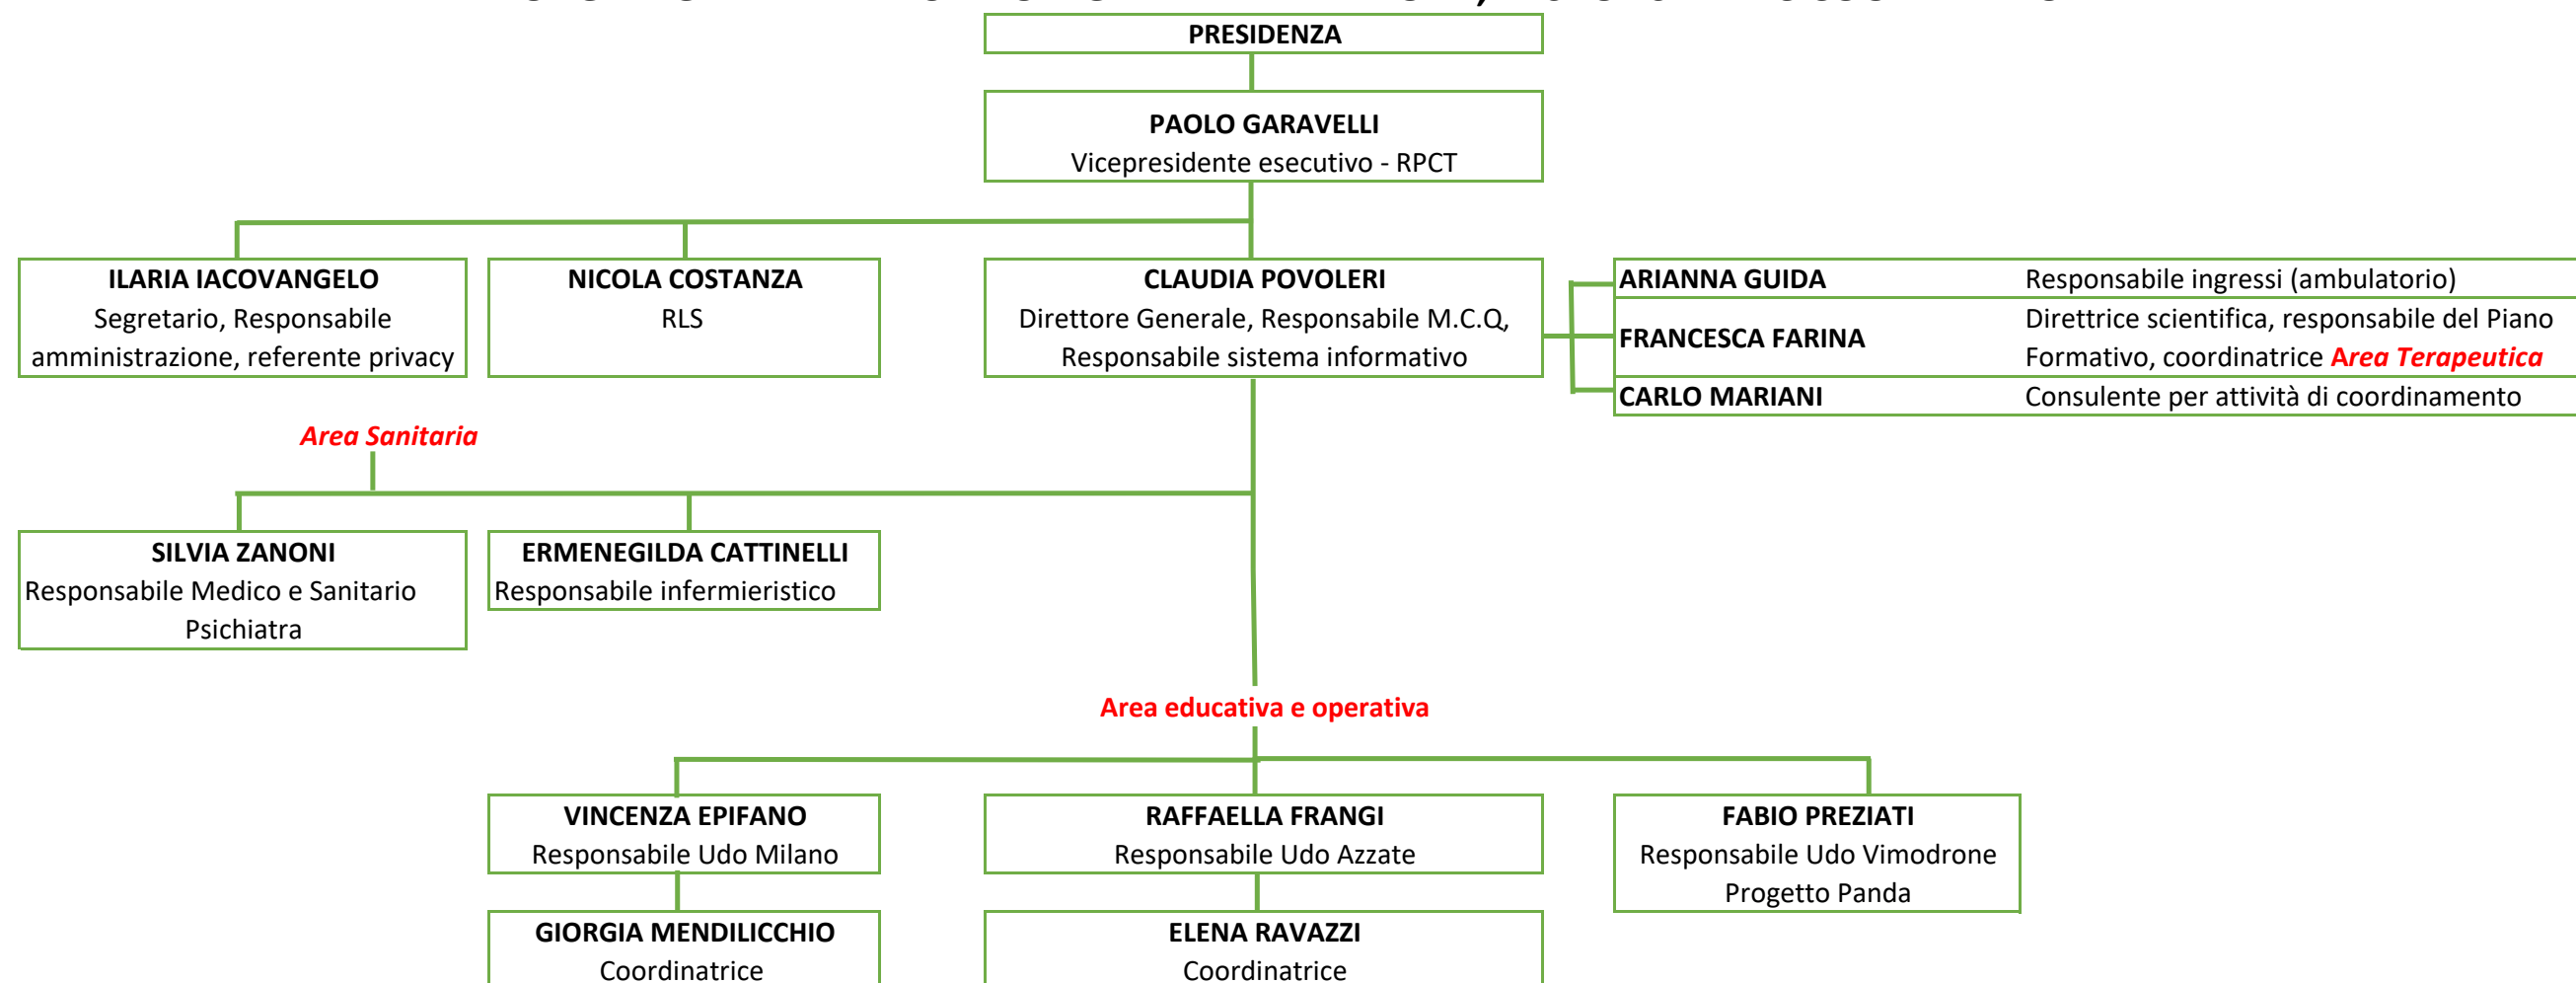 PRESIDENZA
PAOLO GARAVELLI
Vicepresidente esecutivo - RPCT
ILARIA IACOVANGELO
Segretario, Responsabile
amministrazione, referente privacy
NICOLA COSTANZA
RLS
CLAUDIA POVOLERI
Direttore Generale, Responsabile M.C.Q,
Responsabile sistema informativo
ARIANNA GUIDA Responsabile ingressi (ambulatorio)
FRANCESCA FARINA
Direttrice scientifica, responsabile del Piano
Formativo, coordinatrice Area Terapeutica
CARLO MARIANI Consulente per attività di coordinamento
Area Sanitaria
SILVIA ZANONI
Responsabile Medico e Sanitario
Psichiatra
ERMENEGILDA CATTINELLI
Responsabile infermieristico
Area educativa e operativa
VINCENZA EPIFANO
Responsabile Udo Milano
RAFFAELLA FRANGI
Responsabile Udo Azzate
FABIO PREZIATI
Responsabile Udo Vimodrone
Progetto Panda
GIORGIA MENDILICCHIO
Coordinatrice
ELENA RAVAZZI
Coordinatrice